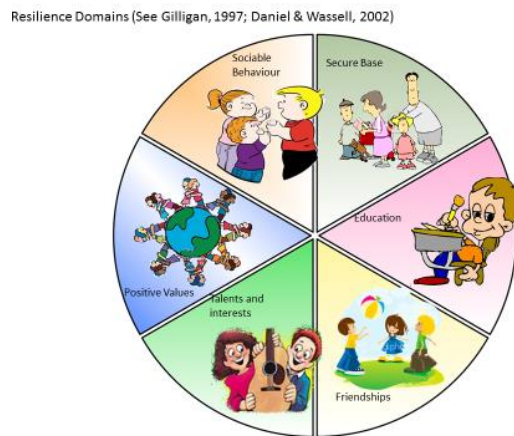 Resilience Domains (See Gilligan, 1997; Daniel & Wassell, 2002)
Sociable
Behaviour
Secure Base
Education
Positive Values
Talents and
interests
Friendships